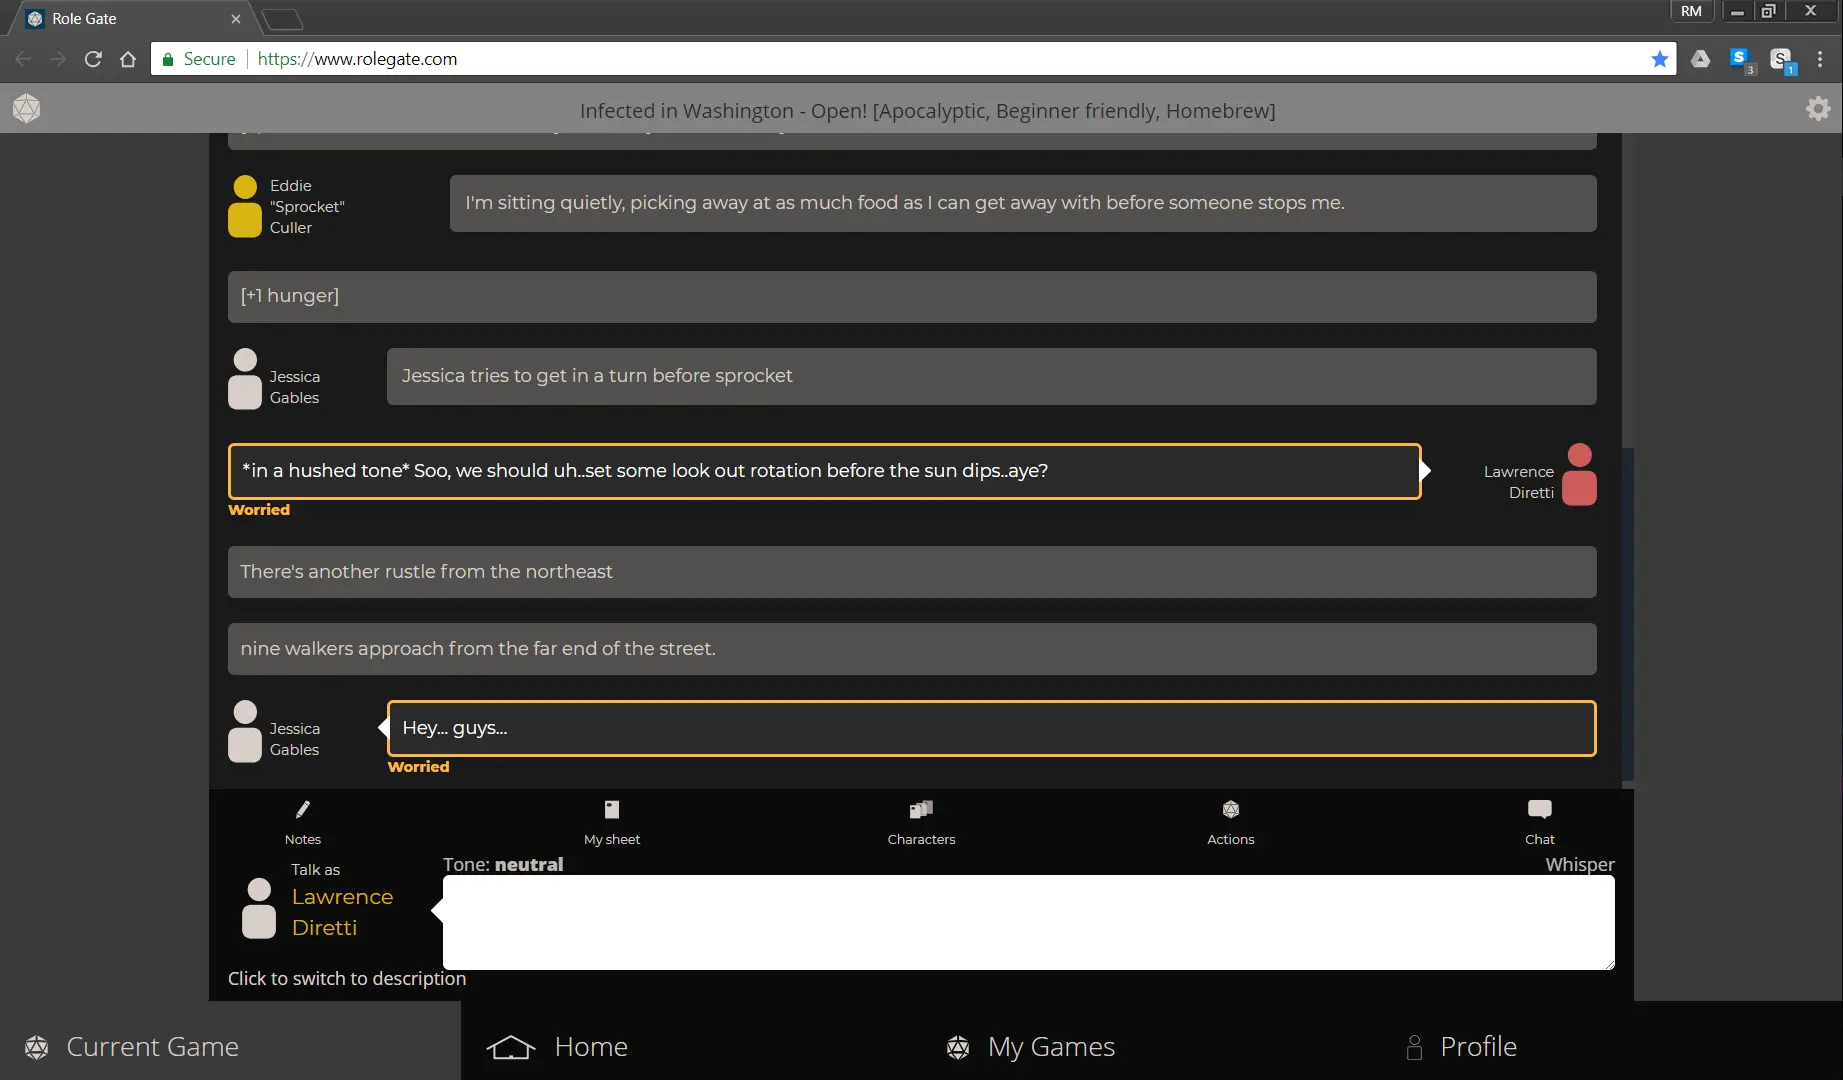 Role Gate
RM
Secure
https://www.rolegate.com
S
3
S
1
Infected in Washington - Open! [Apocalyptic, Beginner friendly, Homebrew]
Eddie
"Sprocket"
Culler
I'm sitting quietly, picking away at as much food as I can get away with before someone stops me.
[+1 hunger]
Jessica
Gables
Jessica tries to get in a turn before sprocket
*in a hushed tone* Soo, we should uh..set some look out rotation before the sun dips..aye?
Lawrence
Diretti
Worried
There's another rustle from the northeast
nine walkers approach from the far end of the street.
Jessica
Gables
Hey... guys...
Worried
Notes
My sheet
Characters
Actions
Chat
Talk as
Lawrence
Diretti
Tone: neutral
Whisper
Click to switch to description
Current Game
Home
My Games
Profile